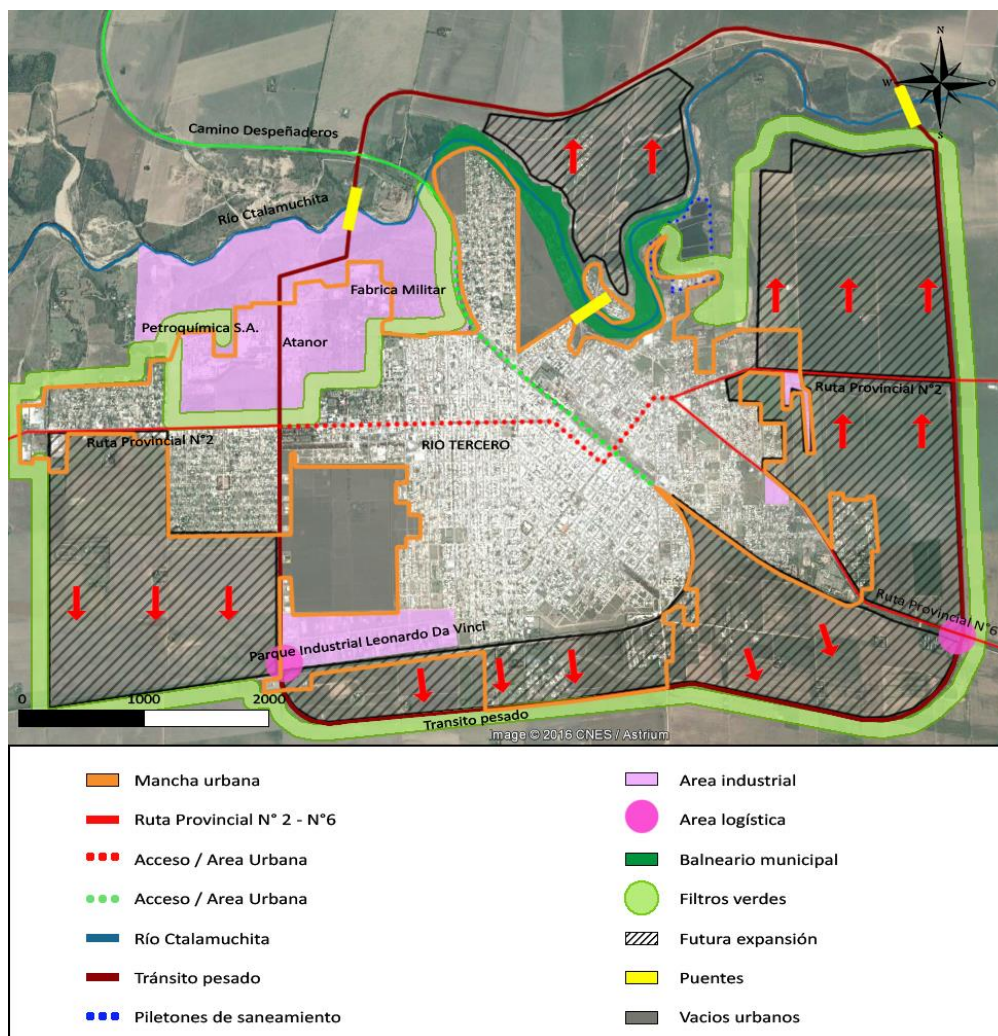 N
W
O
S
Camino Despeñaderos
Río Ctalamuchita
Fabrica Militar
Petroquímica S.A.
Atanor
Ruta Provincial N°2
Ruta Provincial N°2
RIO TERCERO
Ruta Provincial N°6
Parque Industrial Leonardo Da Vinci
0 1000 2000
Transito pesado
Image © 2016 CNES / Astrium
Mancha urbana
Ruta Provincial N° 2 - N°6
Acceso / Area Urbana
Acceso / Area Urbana
Río Ctalamuchita
Tránsito pesado
Piletones de saneamiento
Area industrial
Area logística
Balneario municipal
Filtros verdes
Futura expansión
Puentes
Vacios urbanos